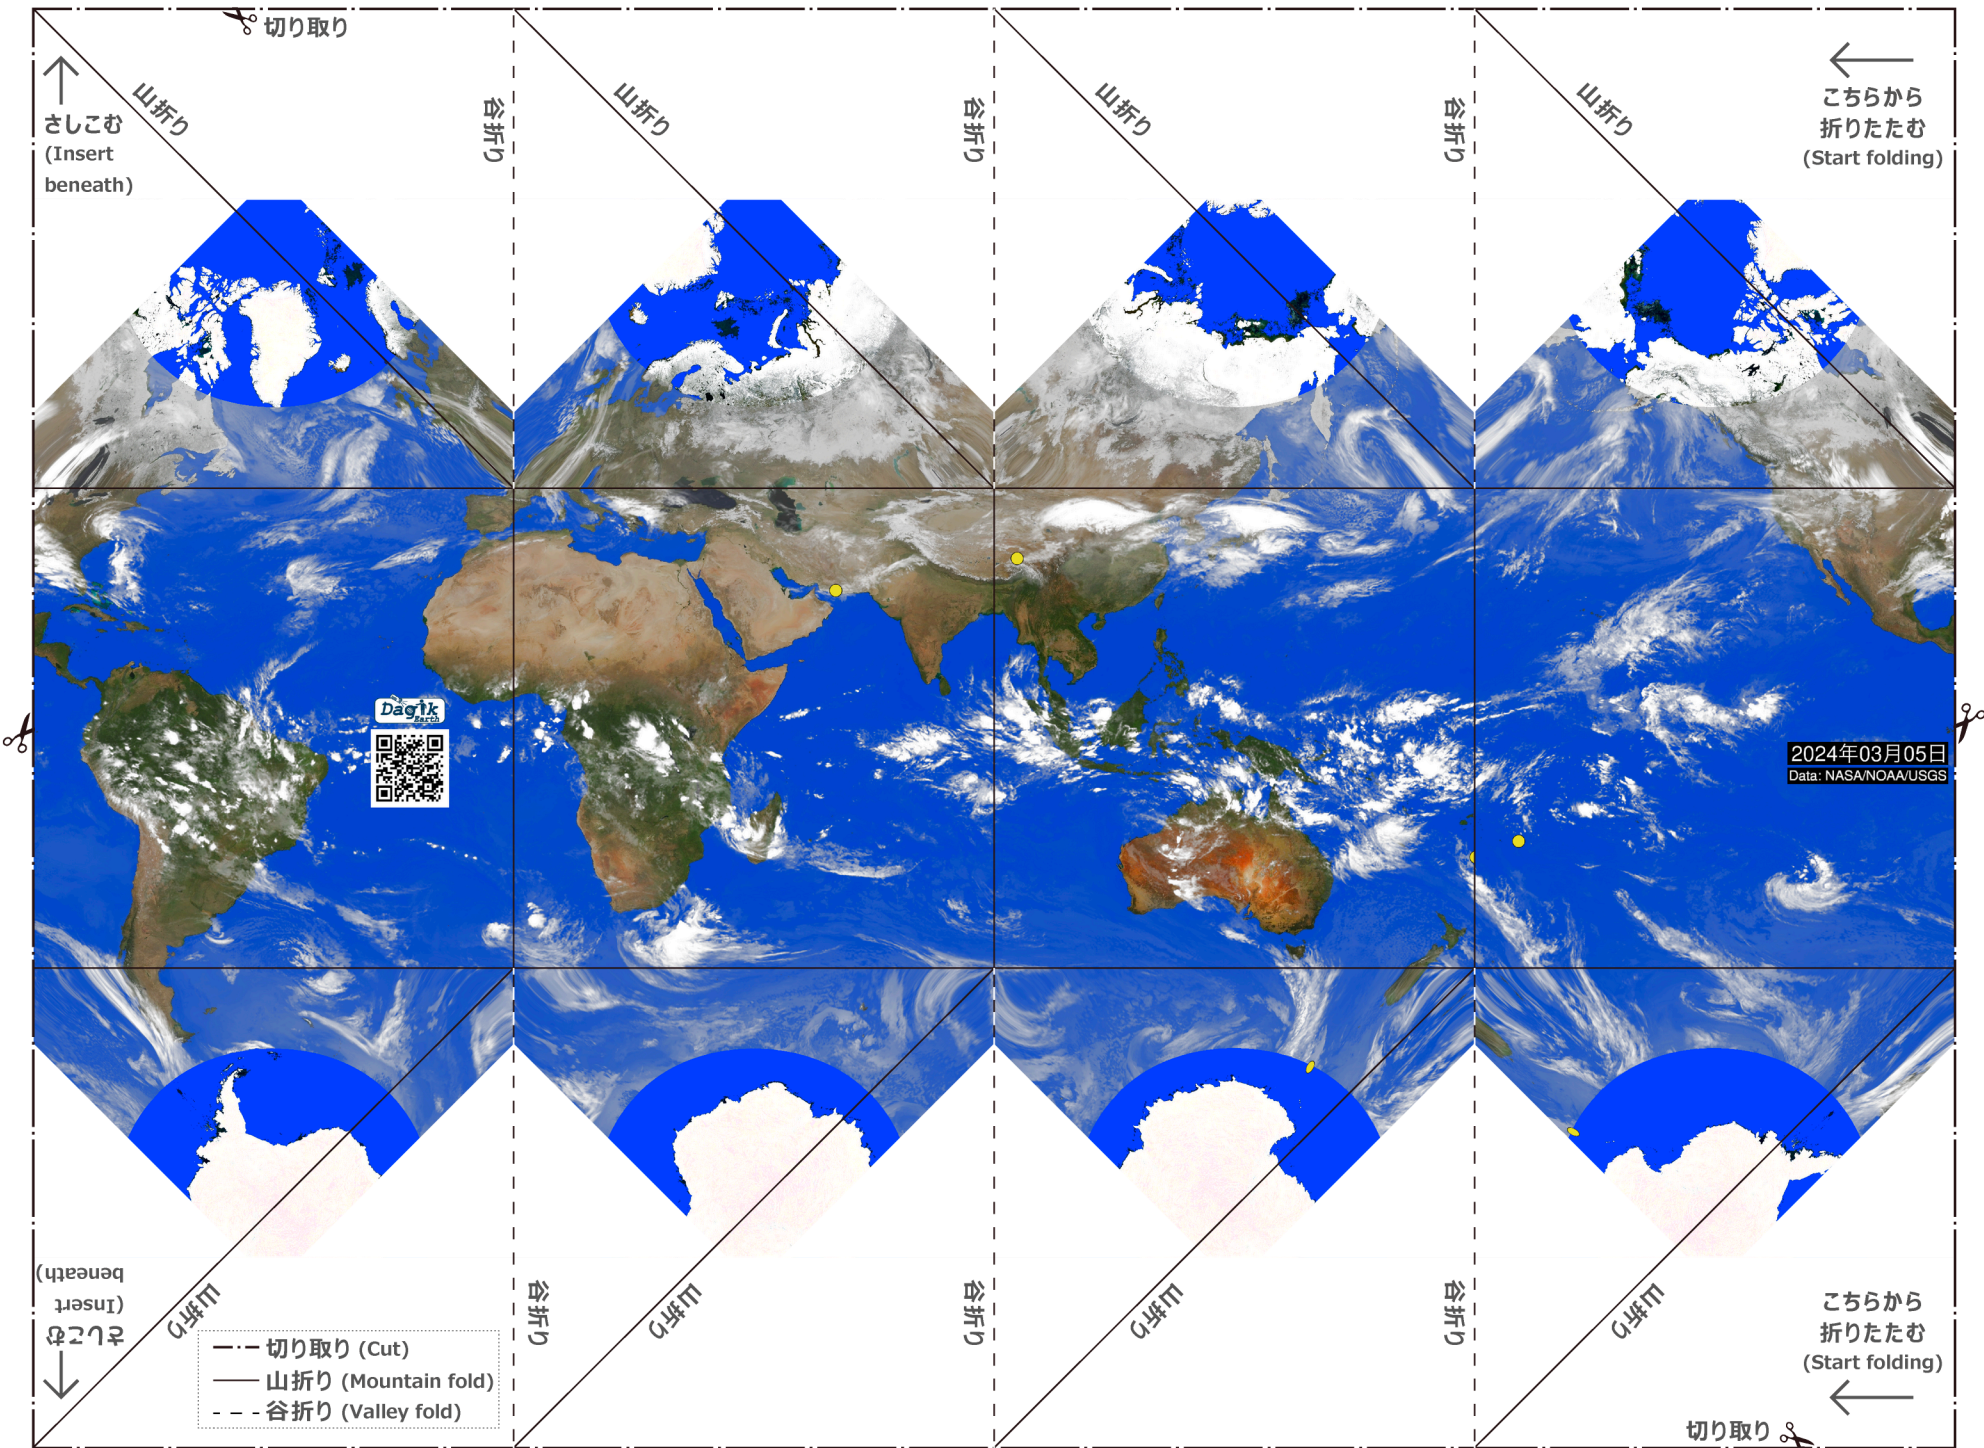 切り取り
さしこむ
(Insert
beneath)
山折り
谷折り
山折り
谷折り
山折り
谷折り
山折り
こちらから
折りたたむ
(Start folding)
Dagik
Earth
2024年03月05日
Data: NASA/NOAA/USGS
さしこむ
(Insert
beneath)
山折り
谷折り
山折り
谷折り
山折り
谷折り
山折り
こちらから
折りたたむ
(Start folding)
切り取り (Cut)
山折り (Mountain fold)
谷折り (Valley fold)
切り取り